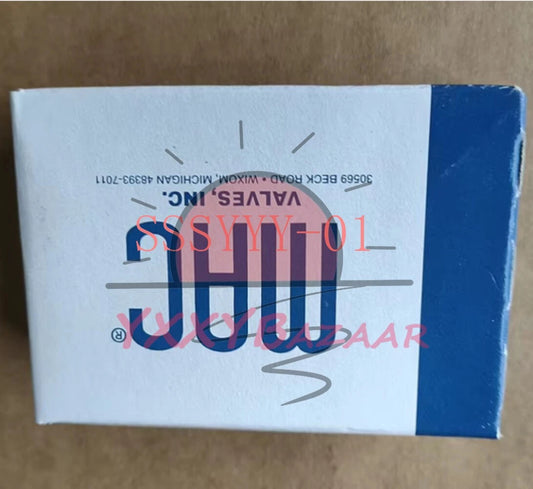 MAC®
VALVES, INC.
30569 BECK ROAD • WIXOM, MICHIGAN 48393-7011
SSSYYY-01
YXXYBAZAAR